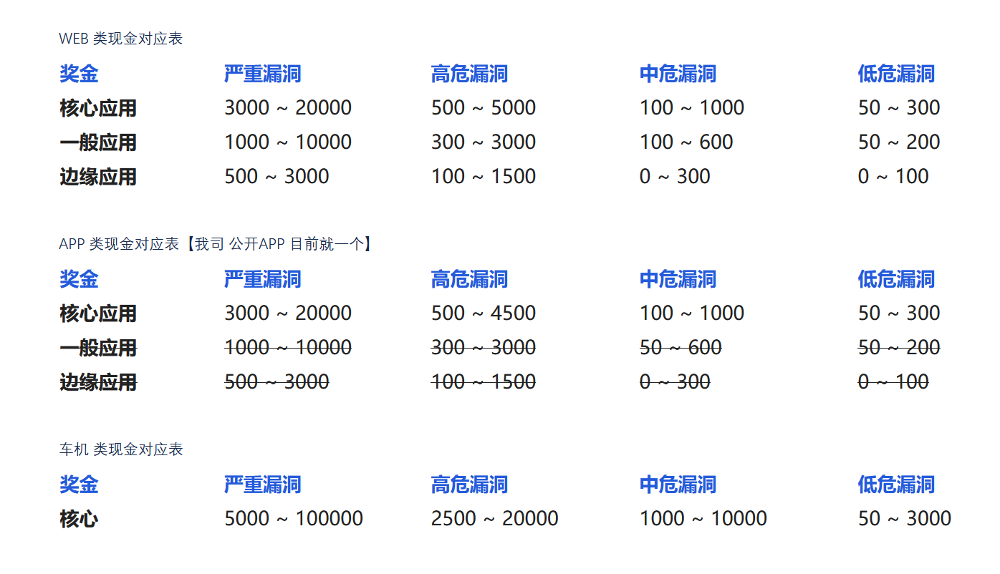 WEB 类现金对应表
奖金 严重漏洞 高危漏洞 中危漏洞 低危漏洞
核心应用 3000 ~ 20000 500 ~ 5000 100 ~ 1000 50 ~ 300
一般应用 1000 ~ 10000 300 ~ 3000 100 ~ 600 50 ~ 200
边缘应用 500 ~ 3000 100 ~ 1500 0 ~ 300 0 ~ 100
APP 类现金对应表【我司 公开APP 目前就一个】
奖金 严重漏洞 高危漏洞 中危漏洞 低危漏洞
核心应用 3000 ~ 20000 500 ~ 4500 100 ~ 1000 50 ~ 300
一般应用 1000 ~ 10000 300 ~ 3000 50 ~ 600 50 ~ 200
边缘应用 500 ~ 3000 100 ~ 1500 0 ~ 300 0 ~ 100
车机 类现金对应表
奖金 严重漏洞 高危漏洞 中危漏洞 低危漏洞
核心 5000 ~ 100000 2500 ~ 20000 1000 ~ 10000 50 ~ 3000